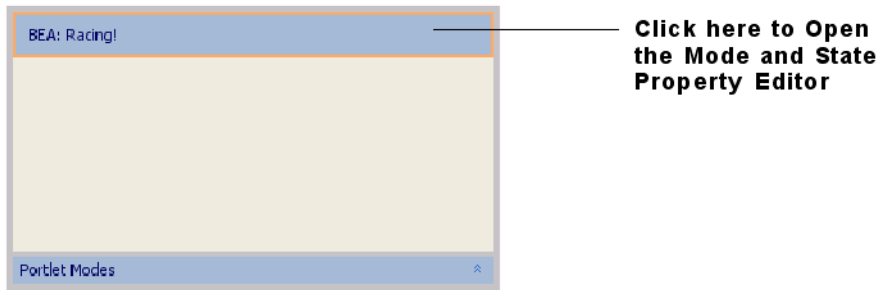 BEA: Racing!
Click here to Open
the Mode and State
Property Editor
Portlet Modes